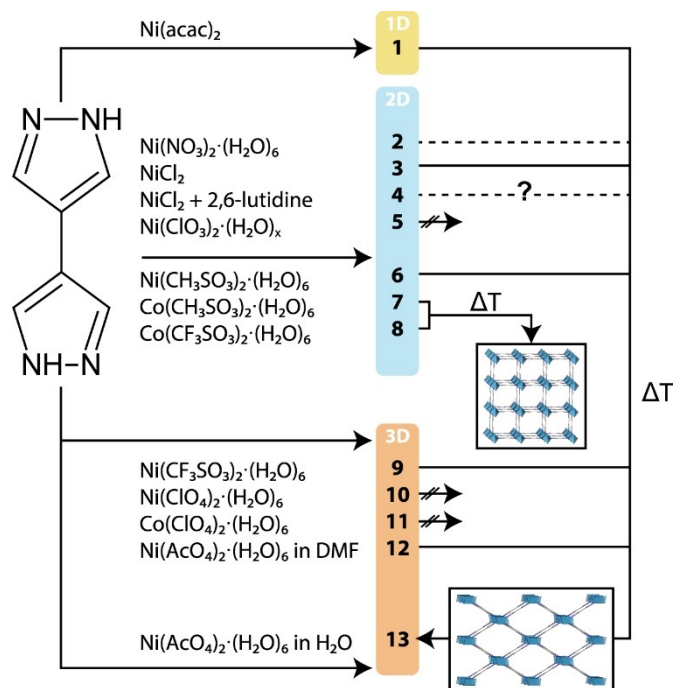 1D
Ni(acac)₂
1
2D
N
NH
2
Ni(NO₃)₂·(H₂O)₆
3
NiCl₂
4
?
NiCl₂ + 2,6-lutidine
5
Ni(ClO₃)₂·(H₂O)ₓ
6
Ni(CH₃SO₃)₂·(H₂O)₆
7
ΔT
Co(CH₃SO₃)₂·(H₂O)₆
8
Co(CF₃SO₃)₂·(H₂O)₆
NH
N
ΔT
3D
9
Ni(CF₃SO₃)₂·(H₂O)₆
10
Ni(ClO₄)₂·(H₂O)₆
11
Co(ClO₄)₂·(H₂O)₆
12
Ni(AcO₄)₂·(H₂O)₆ in DMF
13
Ni(AcO₄)₂·(H₂O)₆ in H₂O